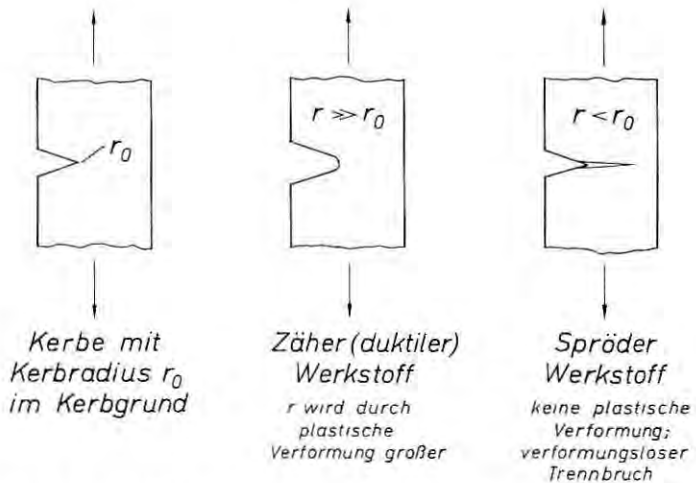 r₀
r ≫ r₀
r < r₀
Kerbe mit
Kerbradius r₀
im Kerbgrund
Zäher (duktiler)
Werkstoff
r wird durch
plastische
Verformung großer
Spröder
Werkstoff
keine plastische
Verformung;
verformungsloser
Trennbruch